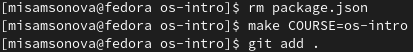 [misamsonova@fedora os-intro]$ rm package.json
[misamsonova@fedora os-intro]$ make COURSE=os-intro
[misamsonova@fedora os-intro]$ git add .